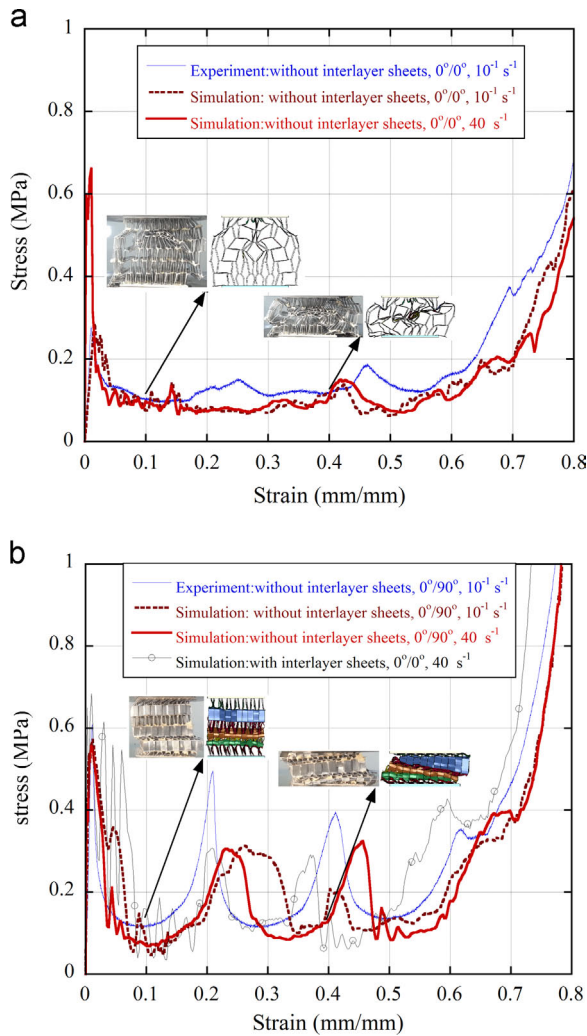 a
1
Experiment:without interlayer sheets, 0°/0°, 10⁻¹ s⁻¹
Simulation: without interlayer sheets, 0°/0°, 10⁻¹ s⁻¹
Simulation:without interlayer sheets, 0°/0°, 40 s⁻¹
0.8
0.6
0.4
0.2
0
Stress (MPa)
0 0.1 0.2 0.3 0.4 0.5 0.6 0.7 0.8
Strain (mm/mm)
b
1
Experiment:without interlayer sheets, 0°/90°, 10⁻¹ s⁻¹
Simulation: without interlayer sheets, 0°/90°, 10⁻¹ s⁻¹
Simulation:without interlayer sheets, 0°/90°, 40 s⁻¹
Simulation:with interlayer sheets, 0°/0°, 40 s⁻¹
0.8
0.6
0.4
0.2
0
stress (MPa)
0 0.1 0.2 0.3 0.4 0.5 0.6 0.7 0.8
Strain (mm/mm)